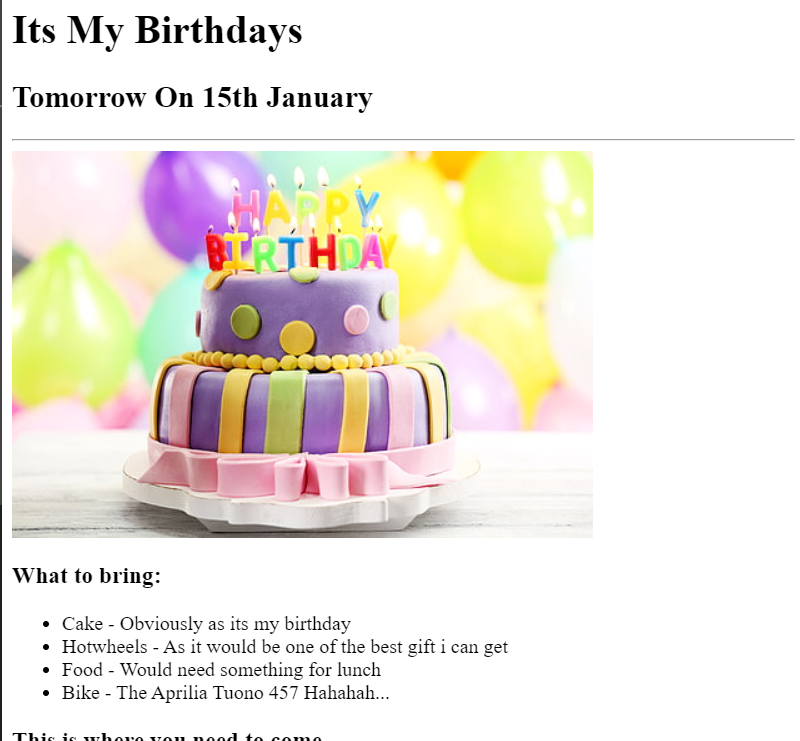 Its My Birthdays
Tomorrow On 15th January
HAPPY
BIRTHDAY
What to bring:
Cake - Obviously as its my birthday
Hotwheels - As it would be one of the best gift i can get
Food - Would need something for lunch
Bike - The Aprilia Tuono 457 Hahahah...
This is where you need to come